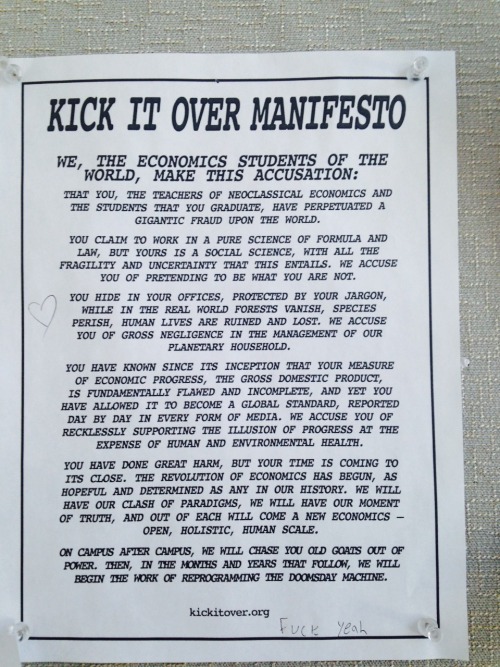 KICK IT OVER MANIFESTO
WE, THE ECONOMICS STUDENTS OF THE
WORLD, MAKE THIS ACCUSATION:
THAT YOU, THE TEACHERS OF NEOCLASSICAL ECONOMICS AND
THE STUDENTS THAT YOU GRADUATE, HAVE PERPETUATED A
GIGANTIC FRAUD UPON THE WORLD.
YOU CLAIM TO WORK IN A PURE SCIENCE OF FORMULA AND
LAW, BUT YOURS IS A SOCIAL SCIENCE, WITH ALL THE
FRAGILITY AND UNCERTAINTY THAT THIS ENTAILS. WE ACCUSE
YOU OF PRETENDING TO BE WHAT YOU ARE NOT.
YOU HIDE IN YOUR OFFICES, PROTECTED BY YOUR JARGON,
WHILE IN THE REAL WORLD FORESTS VANISH, SPECIES
PERISH, HUMAN LIVES ARE RUINED AND LOST. WE ACCUSE
YOU OF GROSS NEGLIGENCE IN THE MANAGEMENT OF OUR
PLANETARY HOUSEHOLD.
YOU HAVE KNOWN SINCE ITS INCEPTION THAT YOUR MEASURE
OF ECONOMIC PROGRESS, THE GROSS DOMESTIC PRODUCT,
IS FUNDAMENTALLY FLAWED AND INCOMPLETE, AND YET YOU
HAVE ALLOWED IT TO BECOME A GLOBAL STANDARD, REPORTED
DAY BY DAY IN EVERY FORM OF MEDIA. WE ACCUSE YOU OF
RECKLESSLY SUPPORTING THE ILLUSION OF PROGRESS AT THE
EXPENSE OF HUMAN AND ENVIRONMENTAL HEALTH.
YOU HAVE DONE GREAT HARM, BUT YOUR TIME IS COMING TO
ITS CLOSE. THE REVOLUTION OF ECONOMICS HAS BEGUN, AS
HOPEFUL AND DETERMINED AS ANY IN OUR HISTORY. WE WILL
HAVE OUR CLASH OF PARADIGMS, WE WILL HAVE OUR MOMENT
OF TRUTH, AND OUT OF EACH WILL COME A NEW ECONOMICS –
OPEN, HOLISTIC, HUMAN SCALE.
ON CAMPUS AFTER CAMPUS, WE WILL CHASE YOU OLD GOATS OUT OF
POWER. THEN, IN THE MONTHS AND YEARS THAT FOLLOW, WE WILL
BEGIN THE WORK OF REPROGRAMMING THE DOOMSDAY MACHINE.
kickitover.org
Fuck Yeah